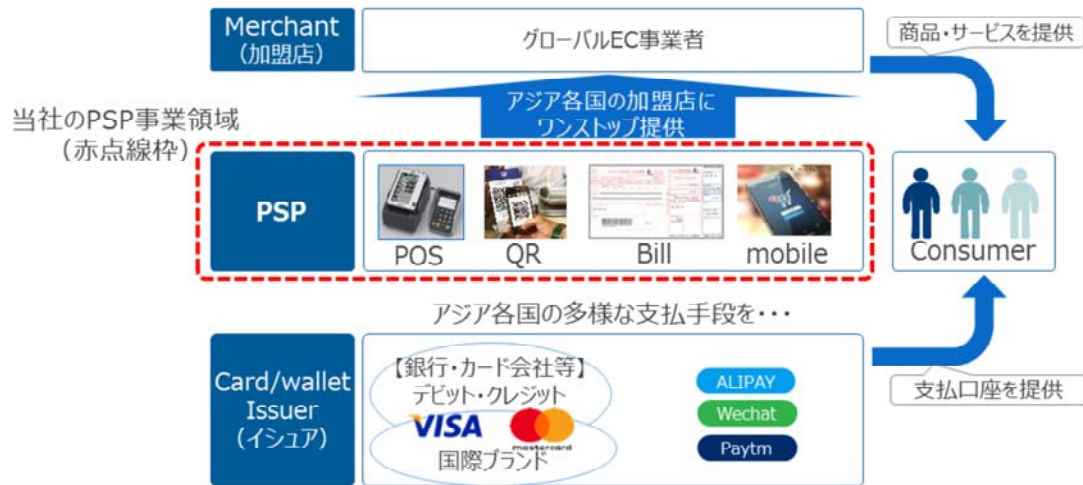 Merchant
（加盟店）
グローバルEC事業者
商品・サービスを提供
アジア各国の加盟店に
ワンストップ提供
当社のPSP事業領域
（赤点線枠）
PSP
POS
QR
Bill
mobile
Consumer
アジア各国の多様な支払手段を・・・
Card/wallet
Issuer
（イシュア）
【銀行・カード会社等】
デビット・クレジット
VISA
mastercard
国際ブランド
ALIPAY
Wechat
Paytm
支払口座を提供